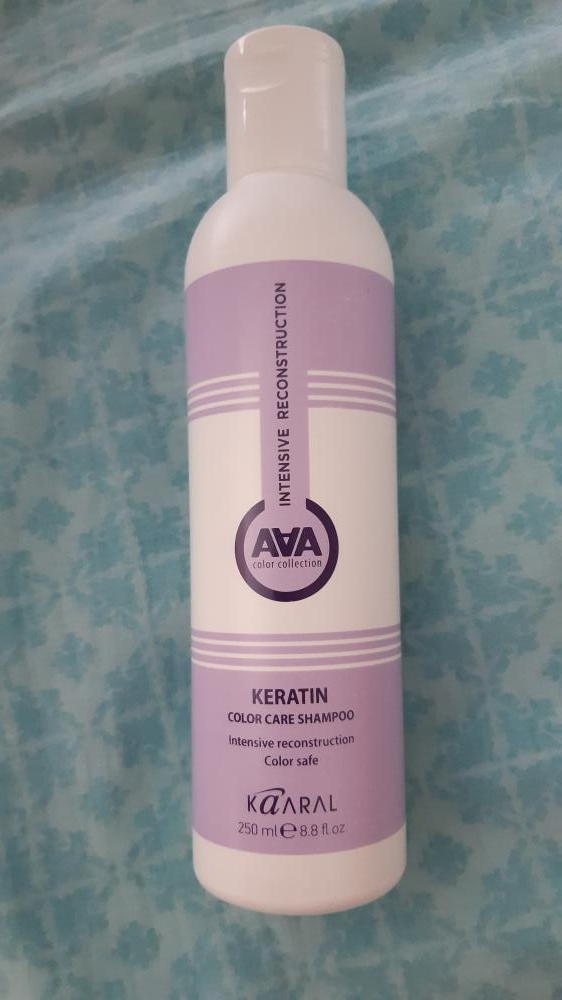 INTENSIVE RECONSTRUCTION
AAA
color collection
KERATIN
COLOR CARE SHAMPOO
Intensive reconstruction
Color safe
KaARAL
250 ml e 8.8 fl oz